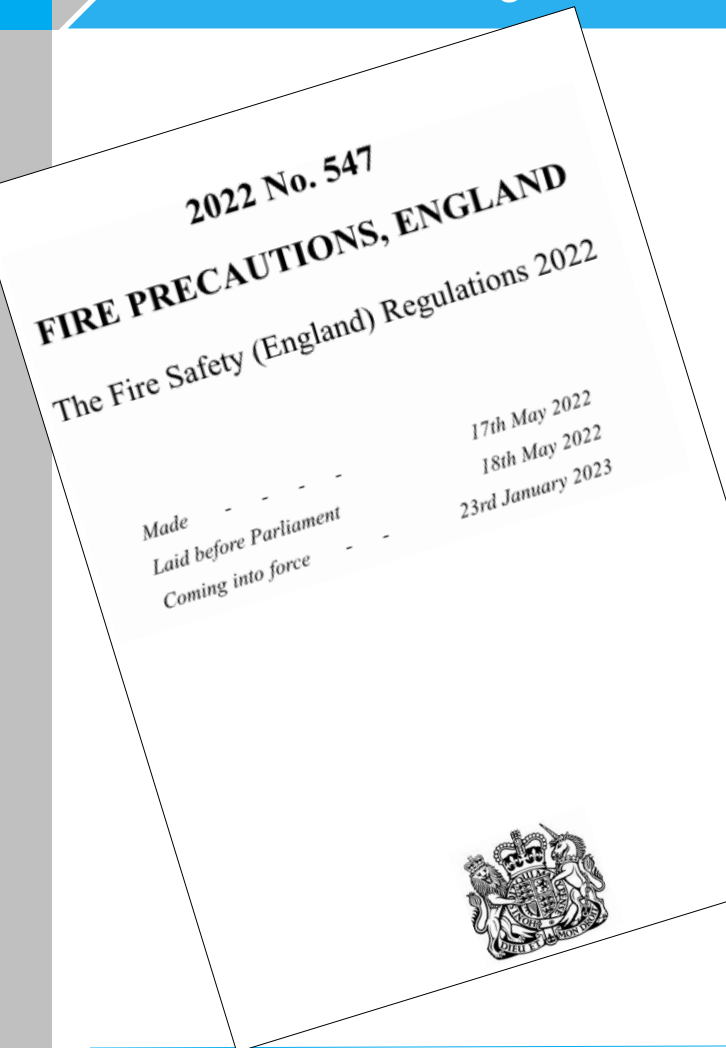 2022 No. 547
FIRE PRECAUTIONS, ENGLAND
The Fire Safety (England) Regulations 2022
Made - - - - 17th May 2022
Laid before Parliament 18th May 2022
Coming into force - - 23rd January 2023
DIEU ET MON DROIT